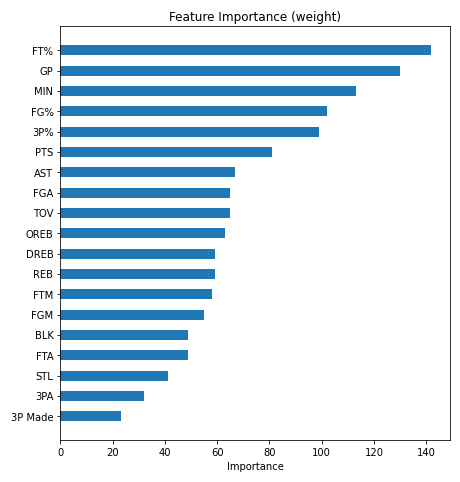 Feature Importance (weight)
FT%
GP
MIN
FG%
3P%
PTS
AST
FGA
TOV
OREB
DREB
REB
FTM
FGM
BLK
FTA
STL
3PA
3P Made
0 20 40 60 80 100 120 140
Importance